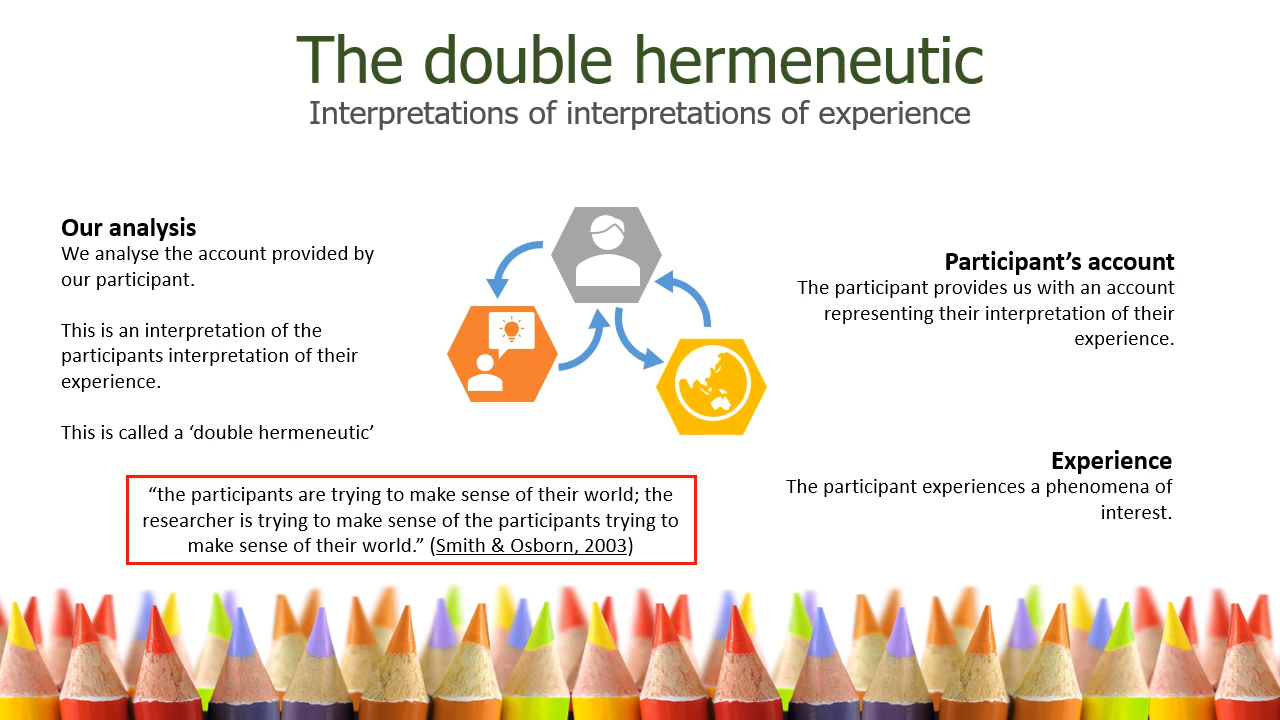 The double hermeneutic
Interpretations of interpretations of experience
Our analysis
We analyse the account provided by
our participant.
This is an interpretation of the
participants interpretation of their
experience.
This is called a ‘double hermeneutic’
Participant’s account
The participant provides us with an account
representing their interpretation of their
experience.
Experience
The participant experiences a phenomena of
interest.
“the participants are trying to make sense of their world; the
researcher is trying to make sense of the participants trying to
make sense of their world.” (Smith & Osborn, 2003)